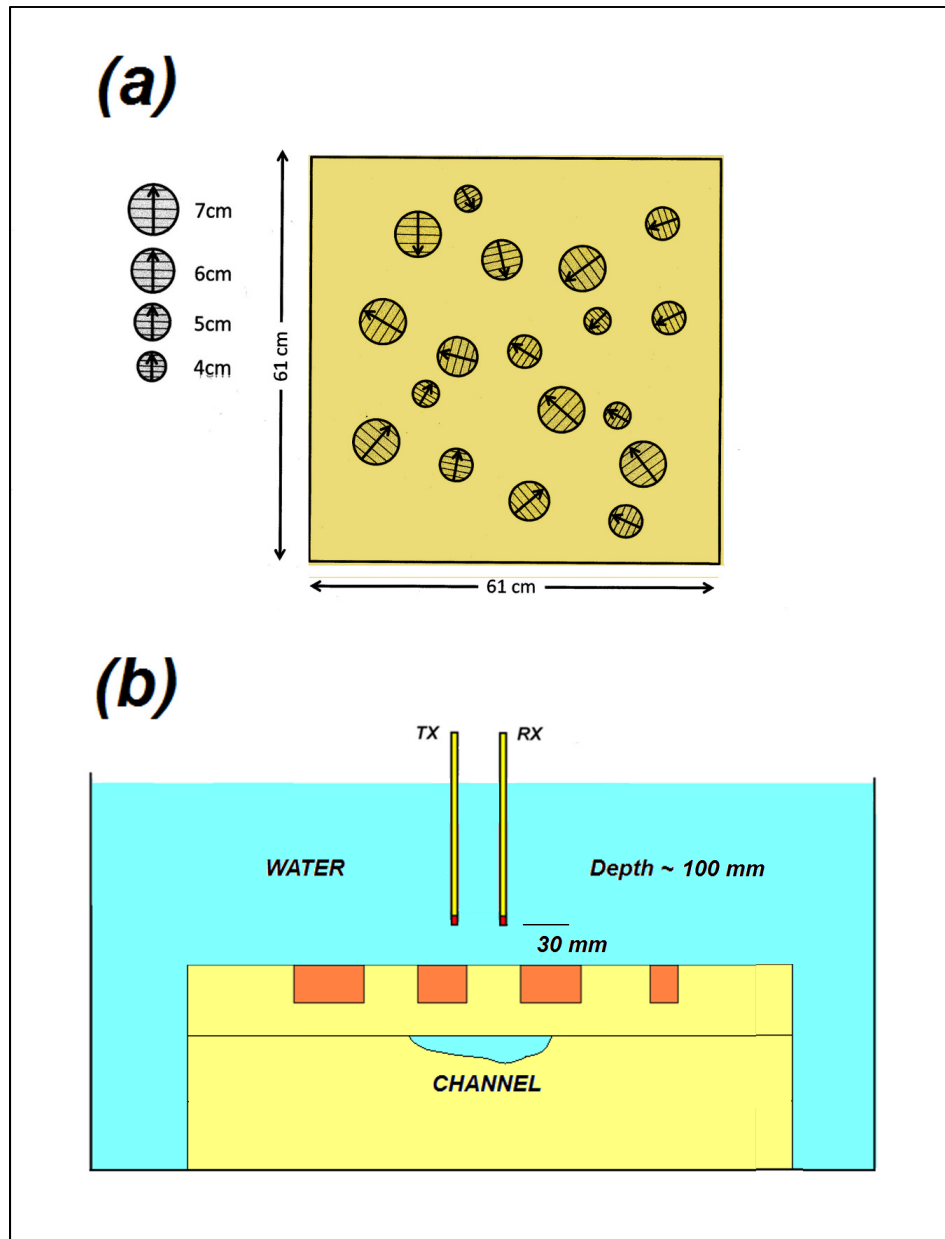 (a)
7cm
6cm
5cm
4cm
61 cm
61 cm
(b)
TX
RX
WATER
Depth ~ 100 mm
30 mm
CHANNEL